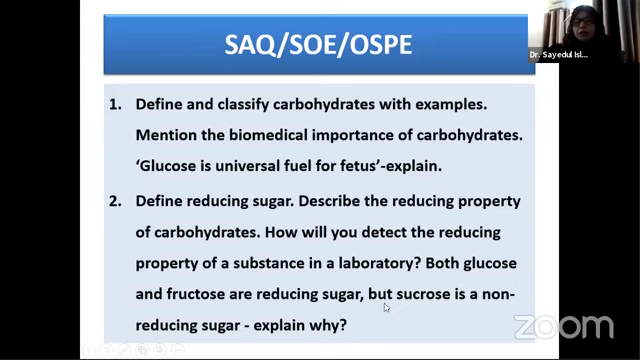 SAQ/SOE/OSPE
Dr. Sayedul Isl...
1. Define and classify carbohydrates with examples.
Mention the biomedical importance of carbohydrates.
‘Glucose is universal fuel for fetus’-explain.
2. Define reducing sugar. Describe the reducing property
of carbohydrates. How will you detect the reducing
property of a substance in a laboratory? Both glucose
and fructose are reducing sugar, but sucrose is a non-
reducing sugar - explain why?
zoom